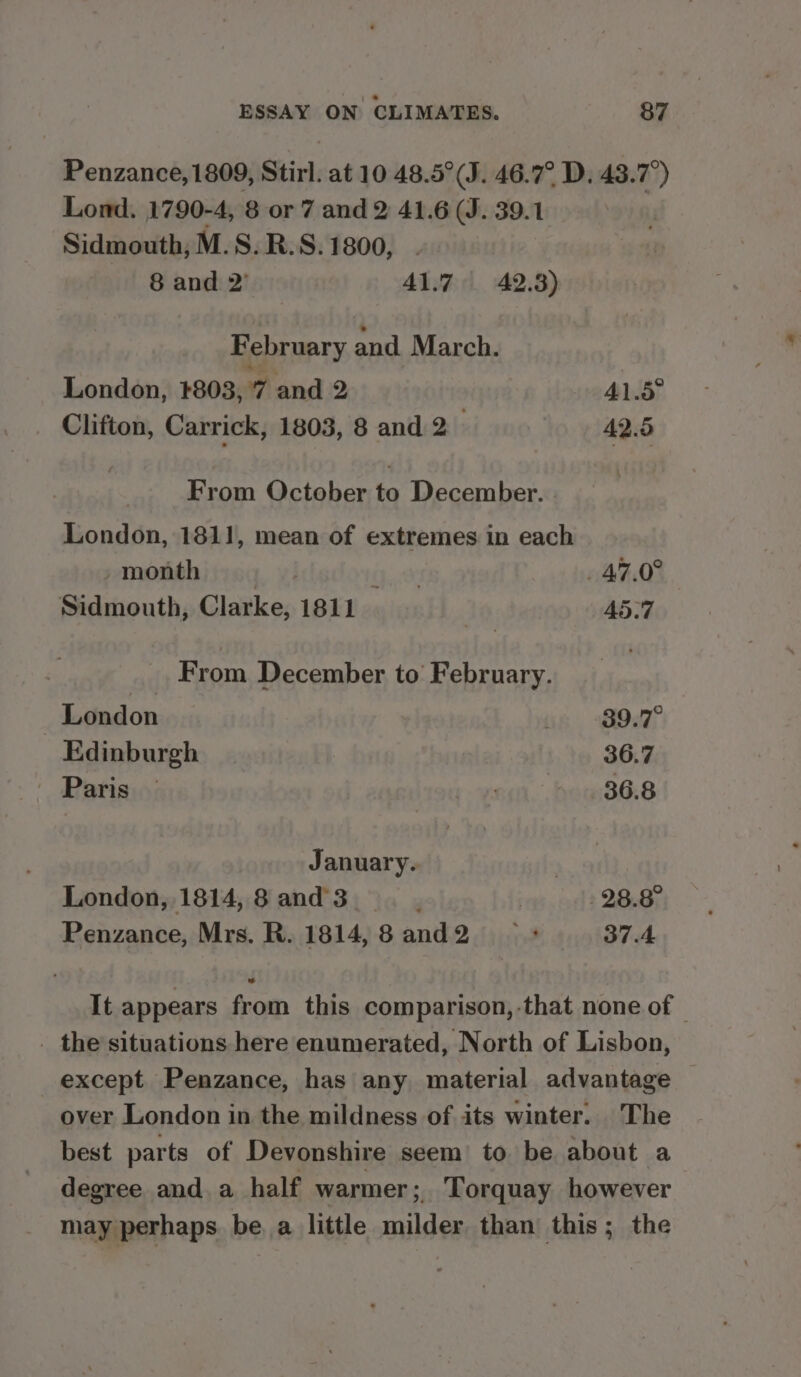 ESSAY ON CLIMATES. 87
Penzance, 1809, Stirl. at 10 48.5° (J. 46.7° D. 43.7°)
Lond. 1790-4, 8 or 7 and 2 41.6 (J. 39.1
Sidmouth, M.S. R.S. 1800,
8 and 2 41.7 42.3)
February and March.
London, 1803, 7 and 2 41.5°
Clifton, Carrick, 1803, 8 and 2 42.5
From October to December.
London, 1811, mean of extremes in each
month 47.0°
Sidmouth, Clarke, 1811 45.7
From December to February.
London 39.7°
Edinburgh 36.7
Paris 36.8
January.
London, 1814, 8 and 3 28.8°
Penzance, Mrs. R. 1814, 8 and 2 37.4
It appears from this comparison, that none of
the situations here enumerated, North of Lisbon,
except Penzance, has any material advantage
over London in the mildness of its winter. The
best parts of Devonshire seem to be about a
degree and a half warmer; Torquay however
may perhaps be a little milder than this; the